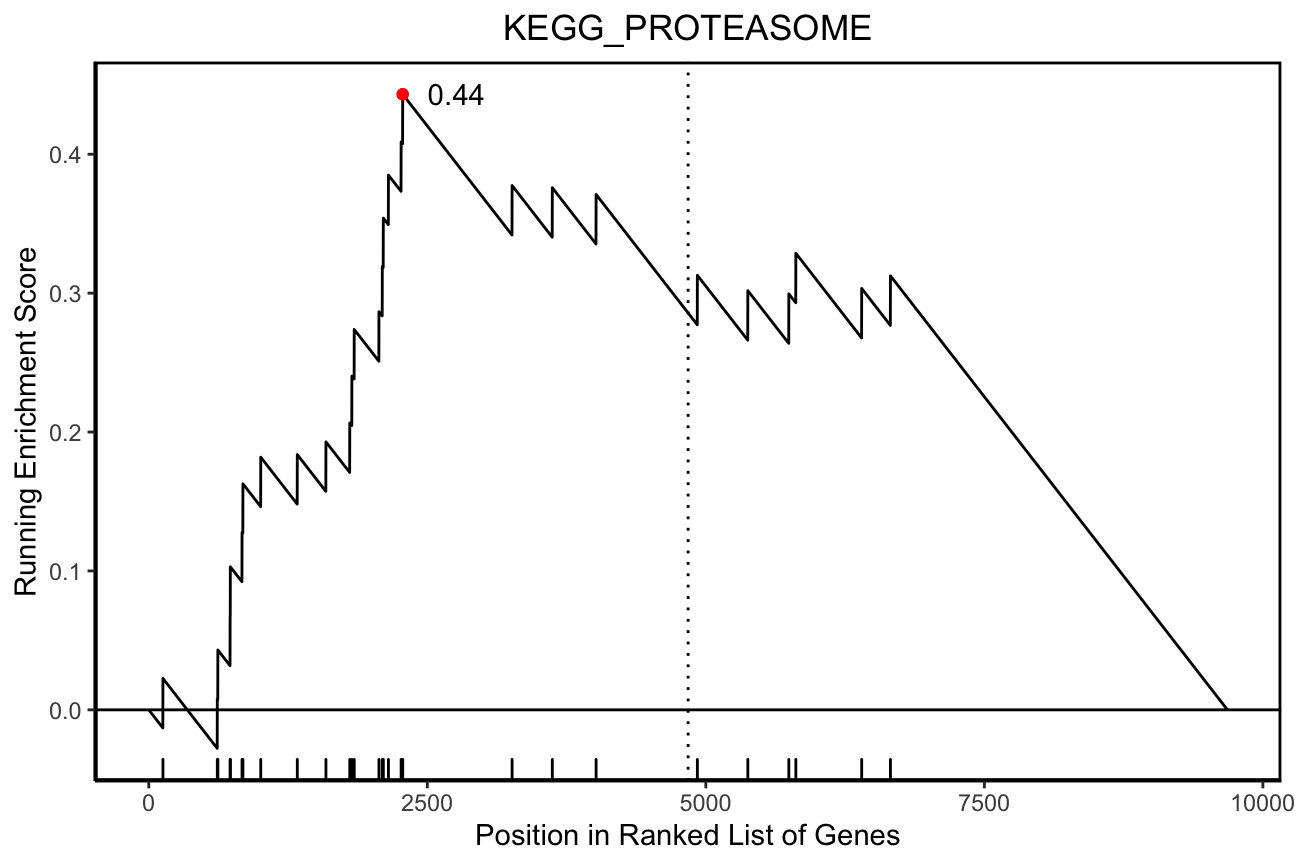 KEGG_PROTEASOME
0.44
0.4
0.3
0.2
0.1
0.0
Running Enrichment Score
0 2500 5000 7500 10000
Position in Ranked List of Genes